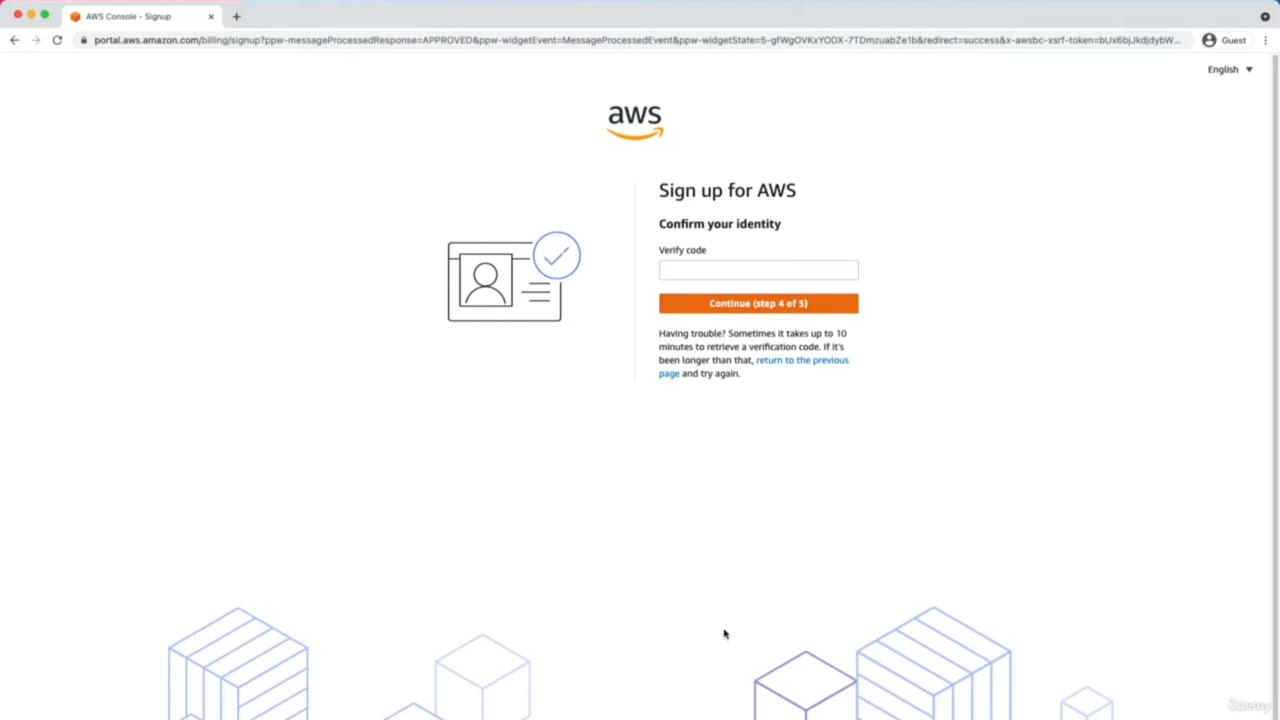 AWS Console - Signup
portal.aws.amazon.com/billing/signup?ppw-messageProcessedResponse=APPROVED&ppw-widgetEvent=MessageProcessedEvent&ppw-widgetState=5-gfWgOVKxYODX-7TDmzuabZe1b&redirect=success&x-awsbc-xsrf-token=bUx6bjJkdjdybW...
Guest
English
aws
Sign up for AWS
Confirm your identity
Verify code
Continue (step 4 of 5)
Having trouble? Sometimes it takes up to 10
minutes to retrieve a verification code. If it's
been longer than that, return to the previous
page and try again.
ûdemy